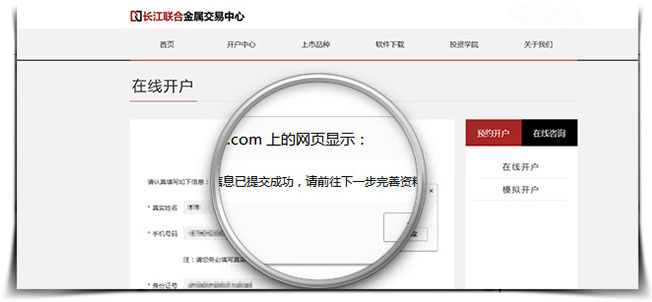 长江联合金属交易中心
首页 开户中心 上市品种 软件下载 投资学院 关于我们
在线开户
预约开户 在线咨询
.com 上的网页显示：
在线开户
请认真填写如下信息：
信息已提交成功，请前往下一步完善资料
模拟开户
* 真实姓名
* 手机号码
注：请您务必填写真实
* 身份证号